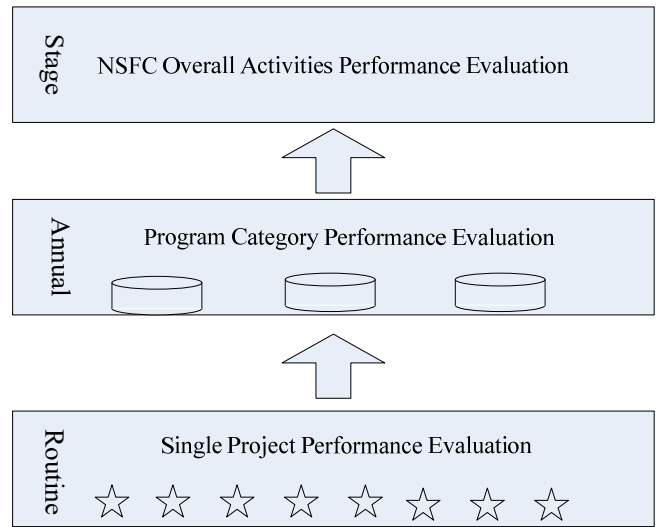 Stage
NSFC Overall Activities Performance Evaluation
Annual
Program Category Performance Evaluation
Routine
Single Project Performance Evaluation